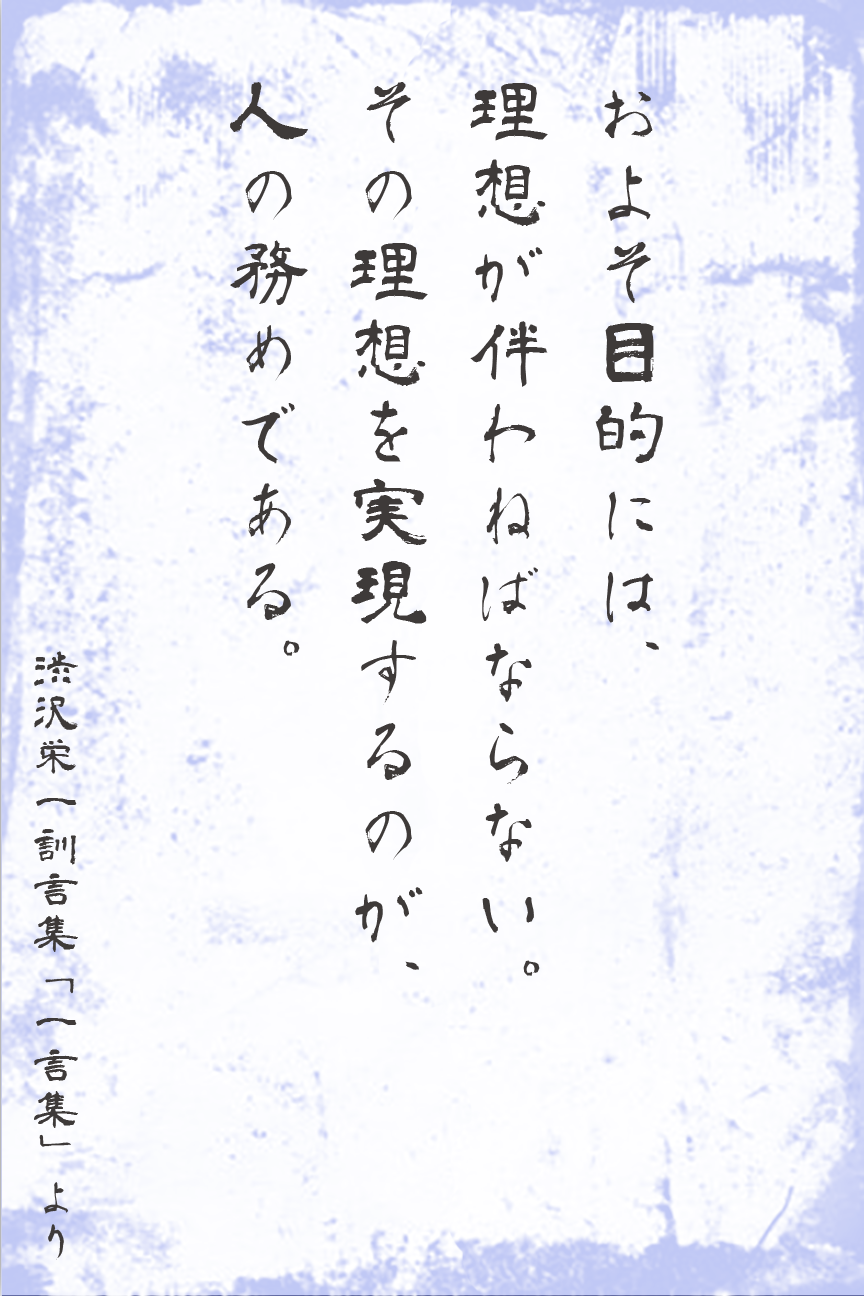 およそ目的には、
理想が伴わねばならない。
その理想を実現するのが、
人の務めである。
渋沢栄一訓言集「一言集」より